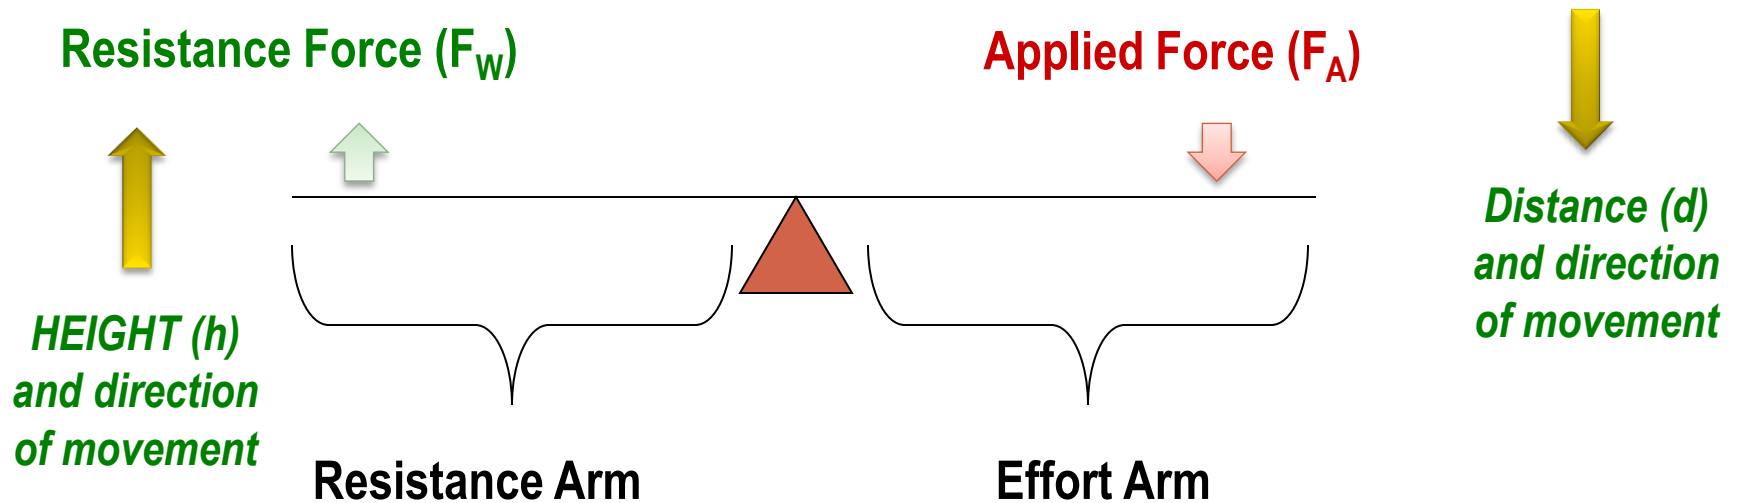 Resistance Force (FW)
Applied Force (FA)
Distance (d)
and direction
of movement
HEIGHT (h)
and direction
of movement
Resistance Arm
Effort Arm